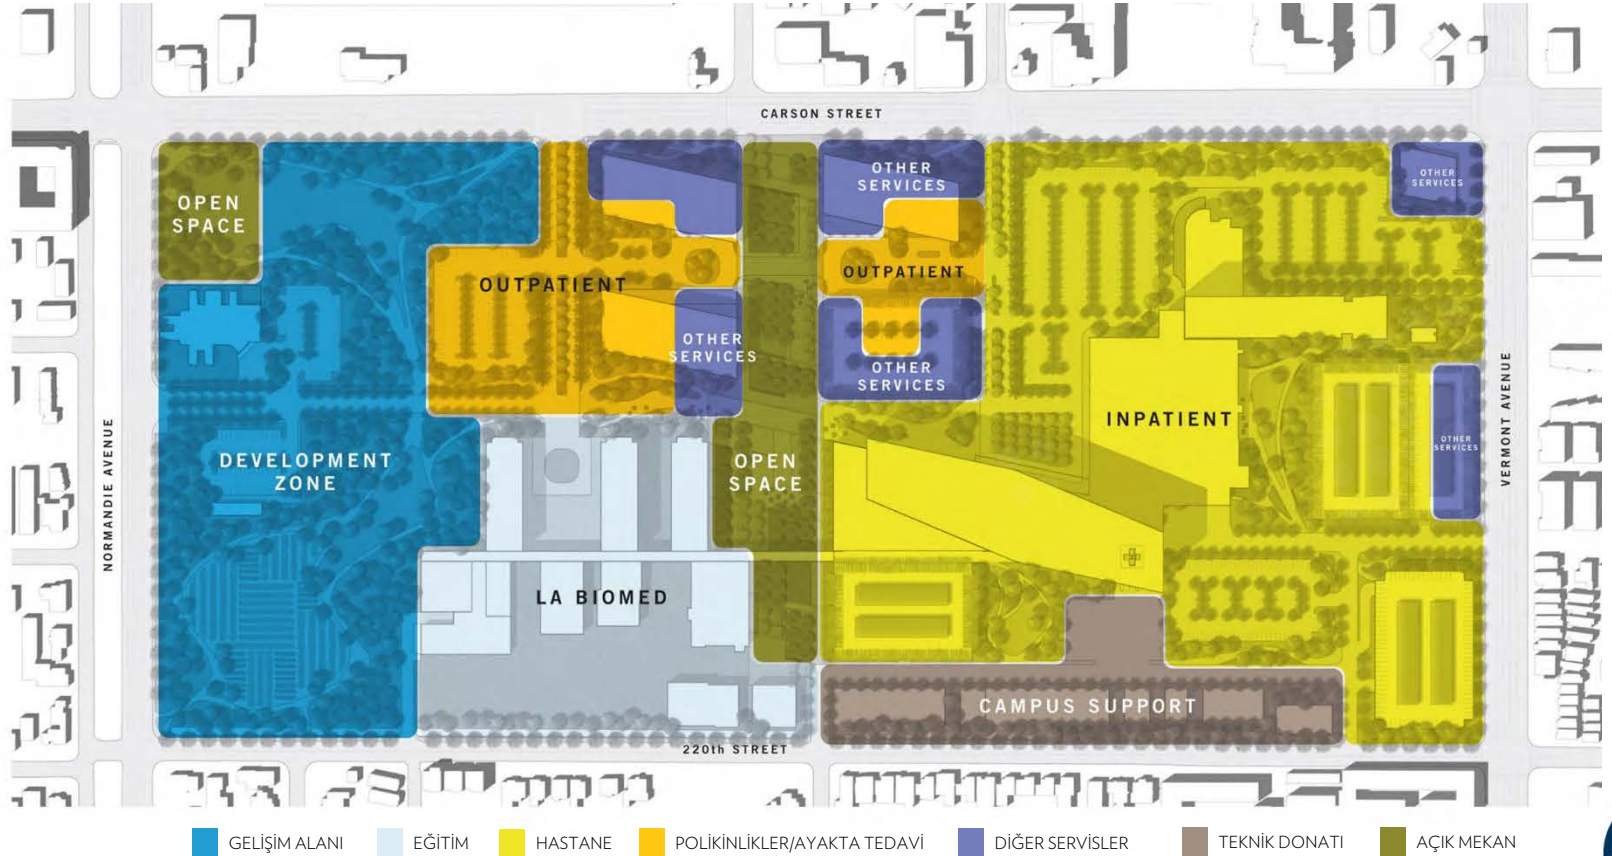 CARSON STREET
OPEN
SPACE
OTHER
SERVICES
OTHER
SERVICES
OUTPATIENT
OUTPATIENT
OTHER
SERVICES
OTHER
SERVICES
NORMANDIE AVENUE
DEVELOPMENT
ZONE
OPEN
SPACE
INPATIENT
OTHER
SERVICES
VERMONT AVENUE
LA BIOMED
CAMPUS SUPPORT
220th STREET
GELİŞİM ALANI
EĞİTİM
HASTANE
POLİKİNLİKLER/AYAKTA TEDAVİ
DİĞER SERVİSLER
TEKNİK DONATI
AÇIK MEKAN